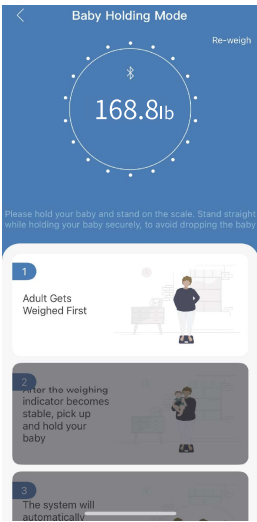 Baby Holding Mode
Re-weigh
168.8lb
Please hold your baby and stand on the scale. Stand straight
while holding your baby securely, to avoid dropping the baby
1
Adult Gets
Weighed First
2
After the weighing
indicator becomes
stable, pick up
and hold your
baby
3
The system will
automatically